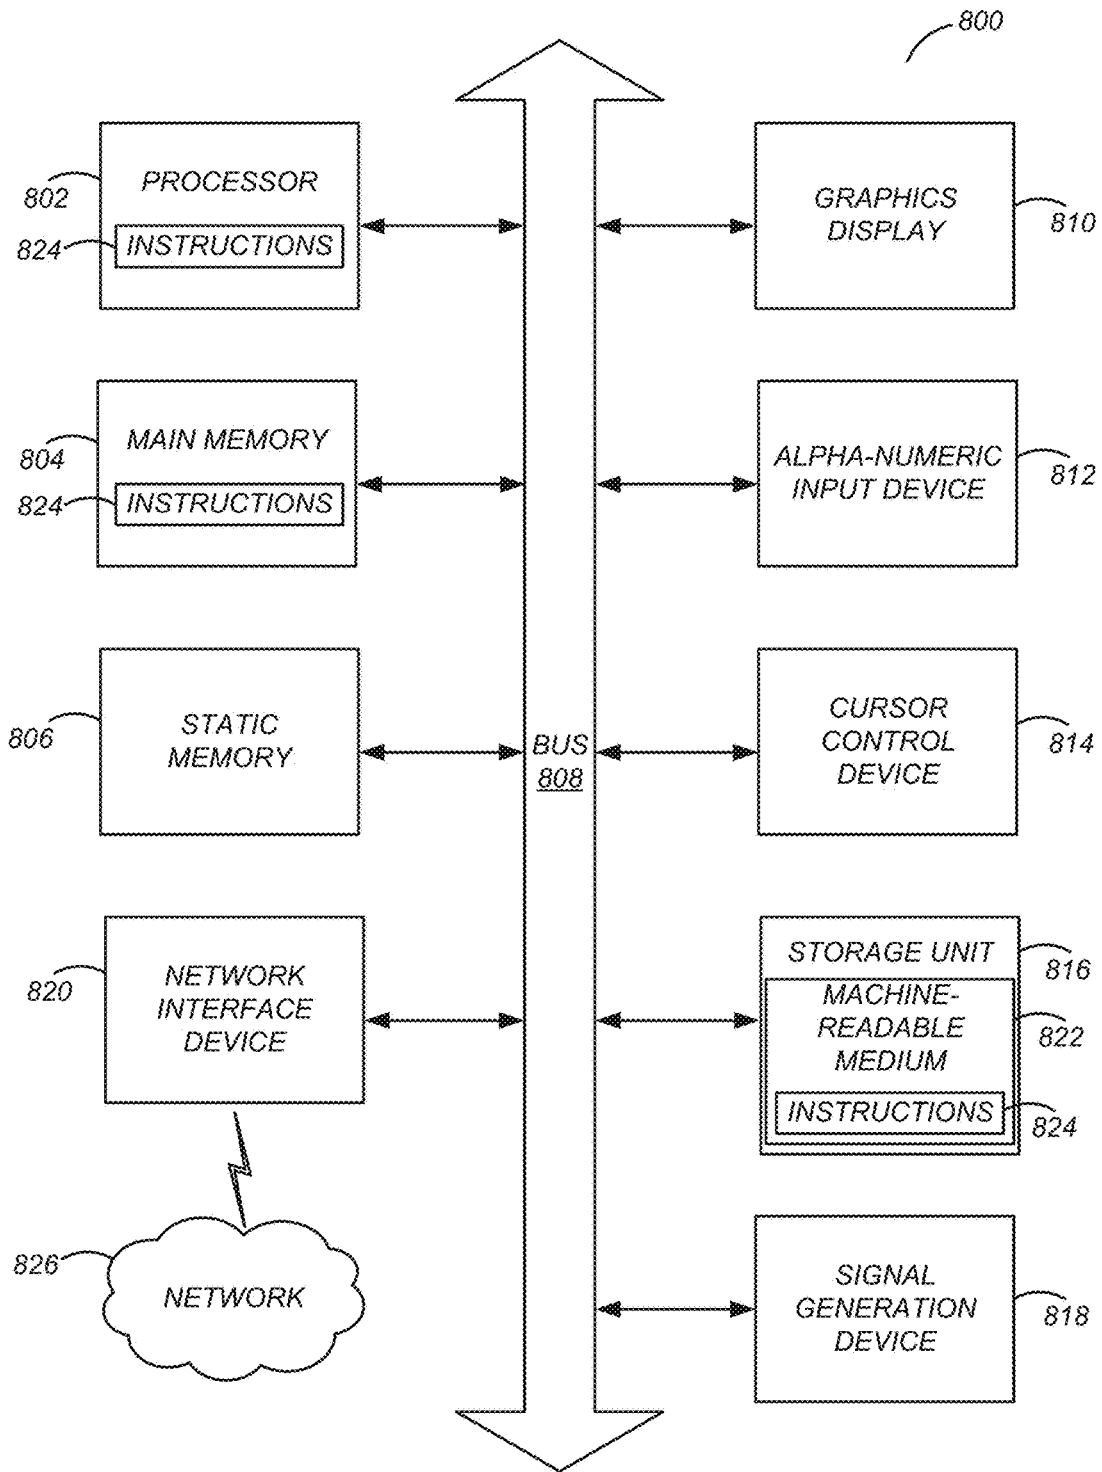 800
PROCESSOR
802
824
INSTRUCTIONS
MAIN MEMORY
804
824
INSTRUCTIONS
STATIC
MEMORY
806
NETWORK
INTERFACE
DEVICE
820
826
NETWORK
BUS
808
GRAPHICS
DISPLAY
810
ALPHA-NUMERIC
INPUT DEVICE
812
CURSOR
CONTROL
DEVICE
814
STORAGE UNIT
816
MACHINE-
READABLE
MEDIUM
822
INSTRUCTIONS
824
SIGNAL
GENERATION
DEVICE
818